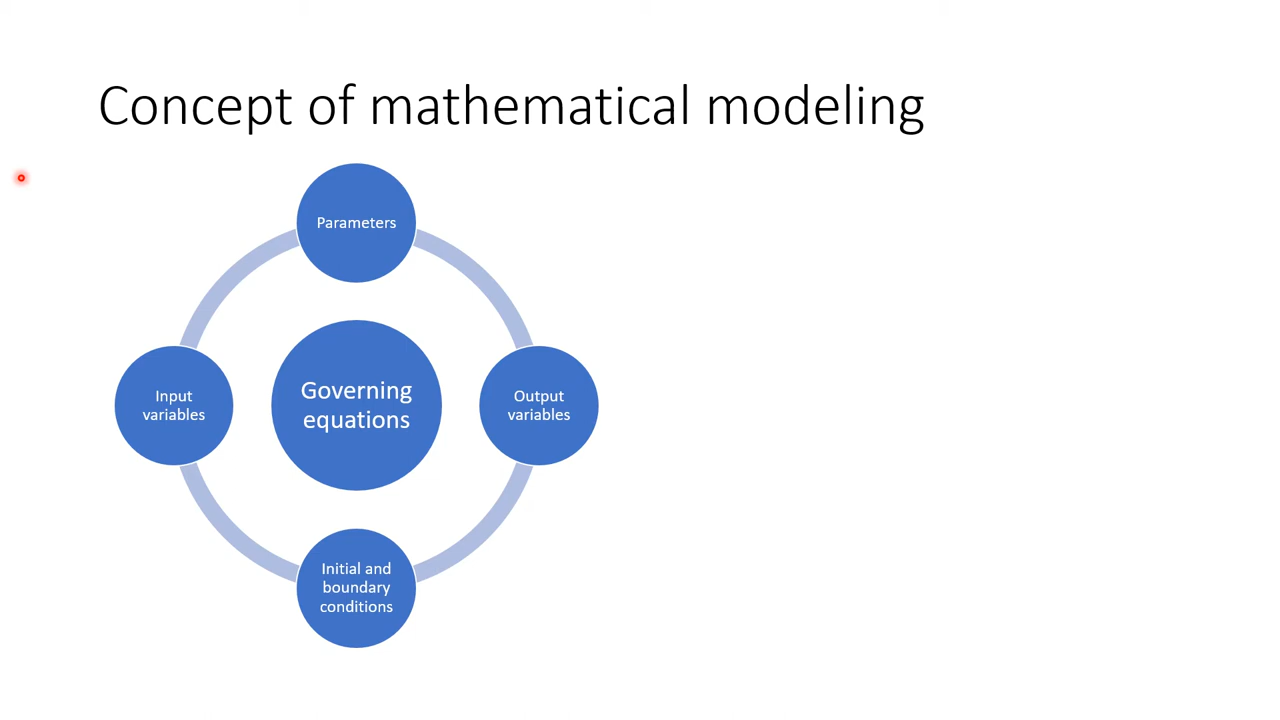 Concept of mathematical modeling
Parameters
Input
variables
Governing
equations
Output
variables
Initial and
boundary
conditions